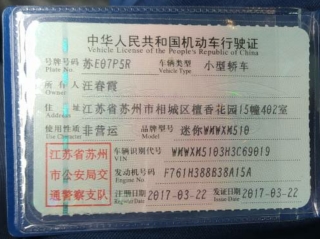 中华人民共和国机动车行驶证
Vehicle License of the People's Republic of China
号牌号码 苏E07P5R 车辆类型 小型轿车
Plate No. Vehicle Type
所有人 汪春霞
Owner
住址 江苏省苏州市相城区檀香花园15幢402室
Address
使用性质 非营运 品牌型号 迷你WMWXM510
Use Character Model
江苏省苏州市公安局交通警察支队
车辆识别代号 WMWXM5103H3C69019
VIN
发动机号码 F761H388B38A15A
Engine No.
注册日期 2017-03-22 发证日期 2017-03-22
Register Date Issue Date